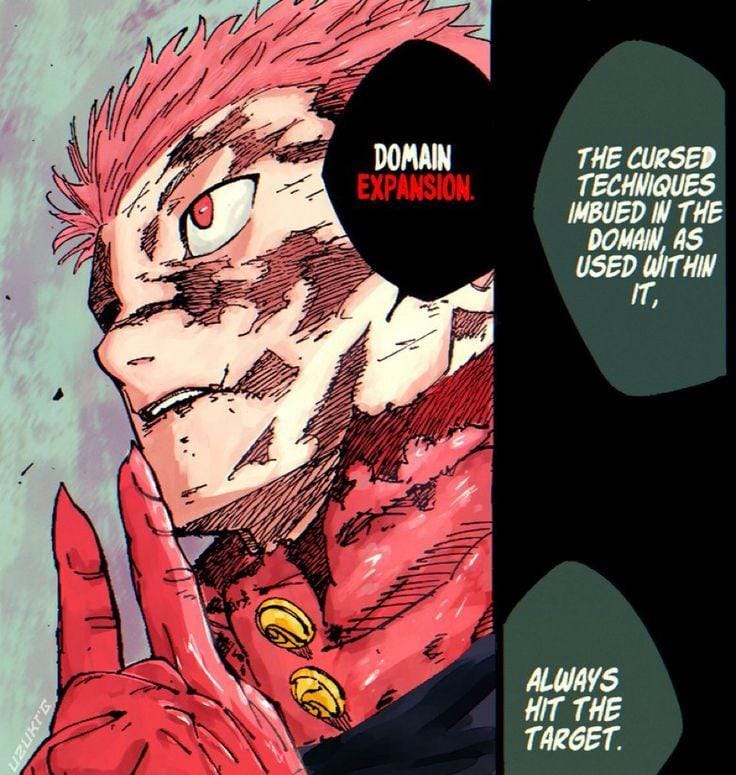 DOMAIN
EXPANSION.
THE CURSED
TECHNIQUES
IMBUED IN THE
DOMAIN, AS
USED WITHIN
IT,
ALWAYS
HIT THE
TARGET.